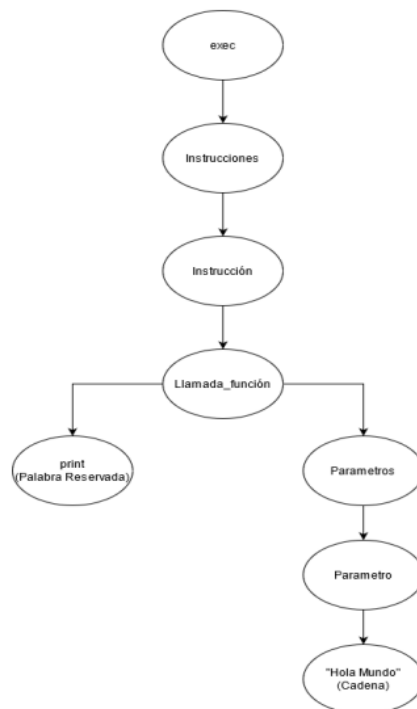 exec
Instrucciones
Instrucción
Llamada_función
print
(Palabra Reservada)
Parametros
Parametro
"Hola Mundo"
(Cadena)